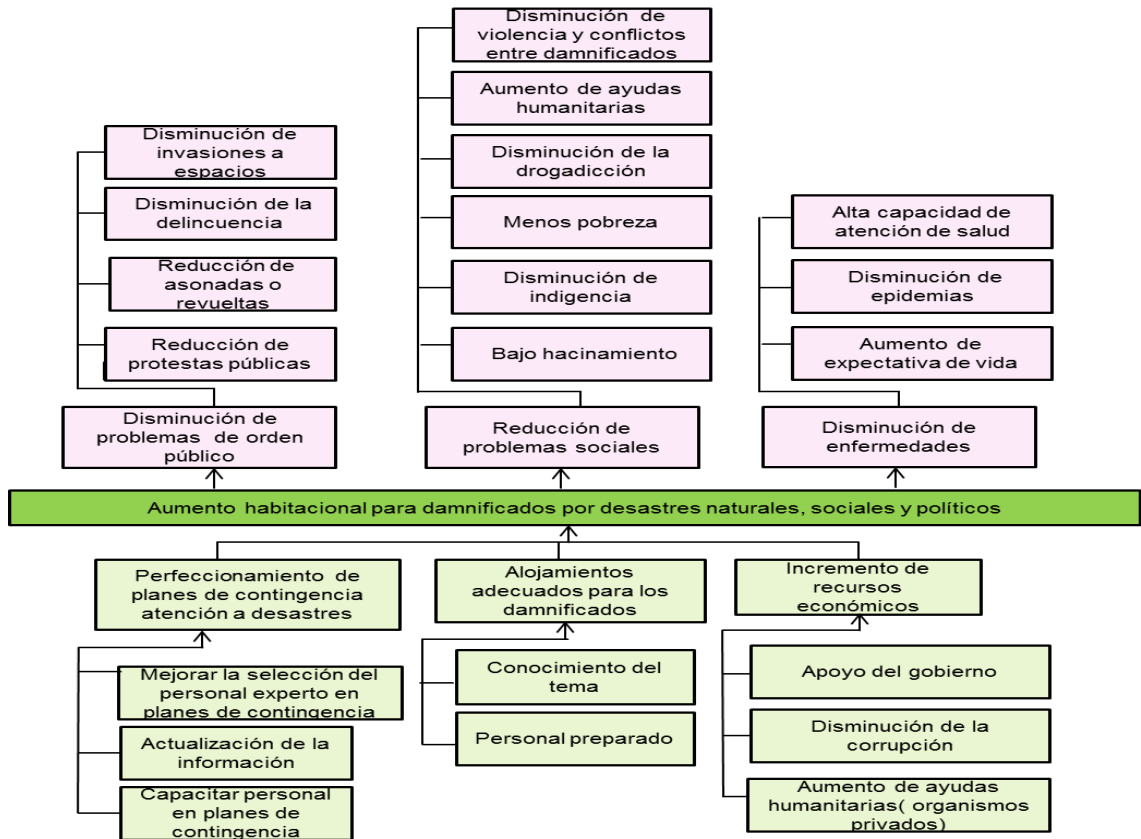 Disminución de
violencia y conflictos
entre damnificados
Aumento de ayudas
humanitarias
Disminución de la
drogadicción
Menos pobreza
Disminución de
indigencia
Bajo hacinamiento
Disminución de
invasiones a
espacios
Disminución de la
delincuencia
Reducción de
asonadas o
revueltas
Reducción de
protestas públicas
Alta capacidad de
atención de salud
Disminución de
epidemias
Aumento de
expectativa de vida
Disminución de
problemas de orden
público
Reducción de
problemas sociales
Disminución de
enfermedades
Aumento habitacional para damnificados por desastres naturales, sociales y políticos
Perfeccionamiento de
planes de contingencia
atención a desastres
Alojamientos
adecuados para los
damnificados
Incremento de
recursos
económicos
Mejorar la selección del
personal experto en
planes de contingencia
Actualización de la
información
Capacitar personal
en planes de
contingencia
Conocimiento del
tema
Personal preparado
Apoyo del gobierno
Disminución de la
corrupción
Aumento de ayudas
humanitarias( organismos
privados)